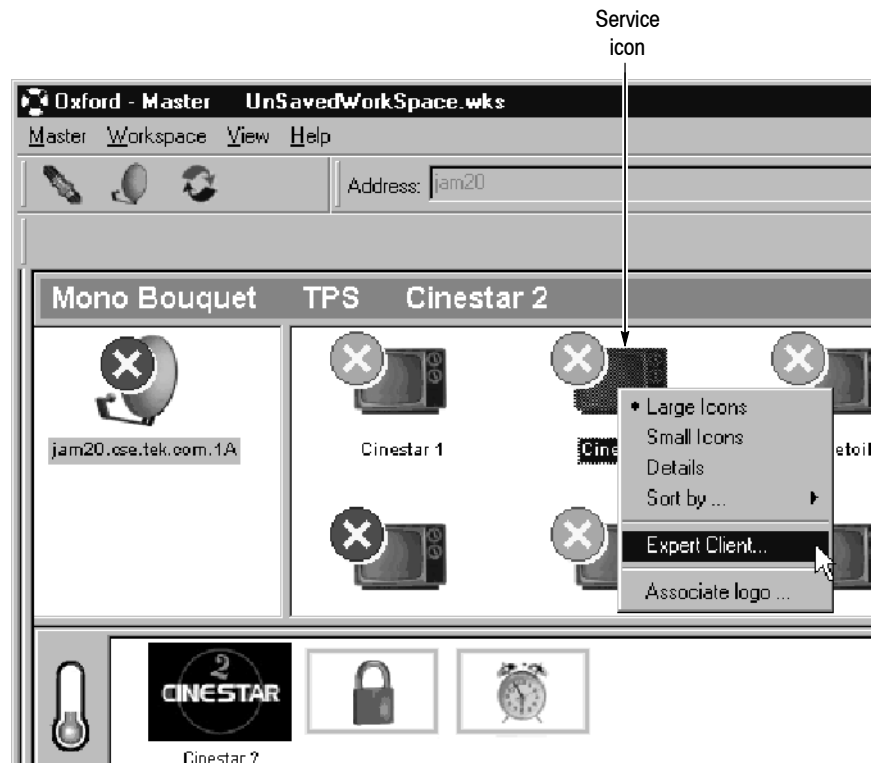 Service
icon
Oxford - Master UnSavedWorkSpace.wks
Master Workspace View Help
Address: jam20
Mono Bouquet TPS Cinestar 2
jam20.cse.tek.com.1A
Cinestar 1
Cine
etoil
• Large Icons
Small Icons
Details
Sort by ...
Expert Client...
Associate logo ...
2
CINESTAR
Cinestar 2